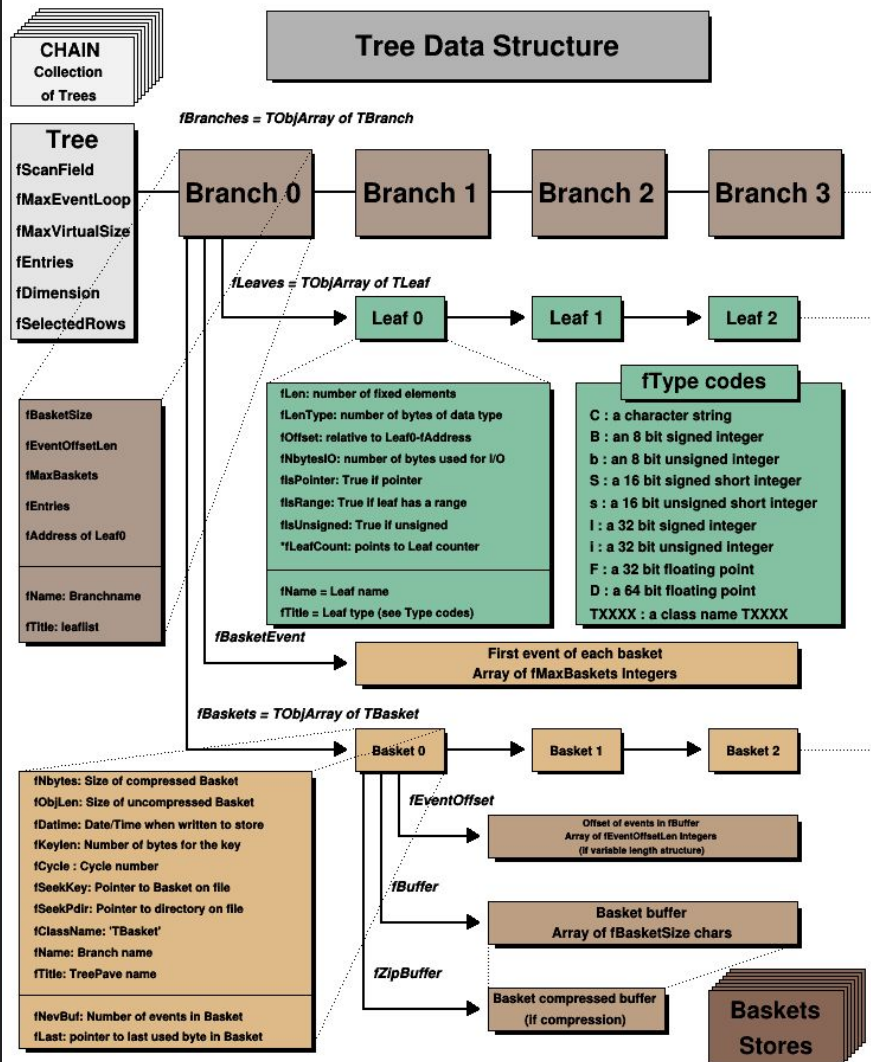 CHAIN
Collection
of Trees
Tree Data Structure
fBranches = TObjArray of TBranch
Tree
fScanField
fMaxEventLoop
fMaxVirtualSize
fEntries
fDimension
fSelectedRows
Branch 0
Branch 1
Branch 2
Branch 3
fLeaves = TObjArray of TLeaf
Leaf 0
Leaf 1
Leaf 2
fBasketSize
fEventOffsetLen
fMaxBaskets
fEntries
fAddress of Leaf0
fName: Branchname
fTitle: leaflist
fLen: number of fixed elements
fLenType: number of bytes of data type
fOffset: relative to Leaf0-fAddress
fNbytesIO: number of bytes used for I/O
fIsPointer: True if pointer
fIsRange: True if leaf has a range
fIsUnsigned: True if unsigned
*fLeafCount: points to Leaf counter
fName = Leaf name
fTitle = Leaf type (see Type codes)
fType codes
C : a character string
B : an 8 bit signed integer
b : an 8 bit unsigned integer
S : a 16 bit signed short integer
s : a 16 bit unsigned short integer
I : a 32 bit signed integer
i : a 32 bit unsigned integer
F : a 32 bit floating point
D : a 64 bit floating point
TXXXX : a class name TXXXX
fBasketEvent
First event of each basket
Array of fMaxBaskets Integers
fBaskets = TObjArray of TBasket
Basket 0
Basket 1
Basket 2
fNbytes: Size of compressed Basket
fObjLen: Size of uncompressed Basket
fDatime: Date/Time when written to store
fKeylen: Number of bytes for the key
fCycle : Cycle number
fSeekKey: Pointer to Basket on file
fSeekPdir: Pointer to directory on file
fClassName: 'TBasket'
fName: Branch name
fTitle: TreePave name
fNevBuf: Number of events in Basket
fLast: pointer to last used byte in Basket
fEventOffset
Offset of events in fBuffer
Array of fEventOffsetLen Integers
(if variable length structure)
fBuffer
Basket buffer
Array of fBasketSize chars
fZipBuffer
Basket compressed buffer
(if compression)
Baskets
Stores